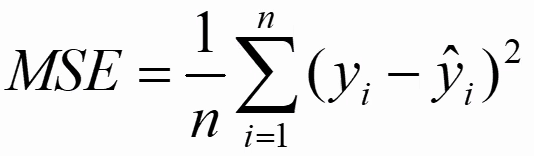 MSE = \frac{1}{n} \sum_{i=1}^{n} (y_i - \hat{y}_i)^2